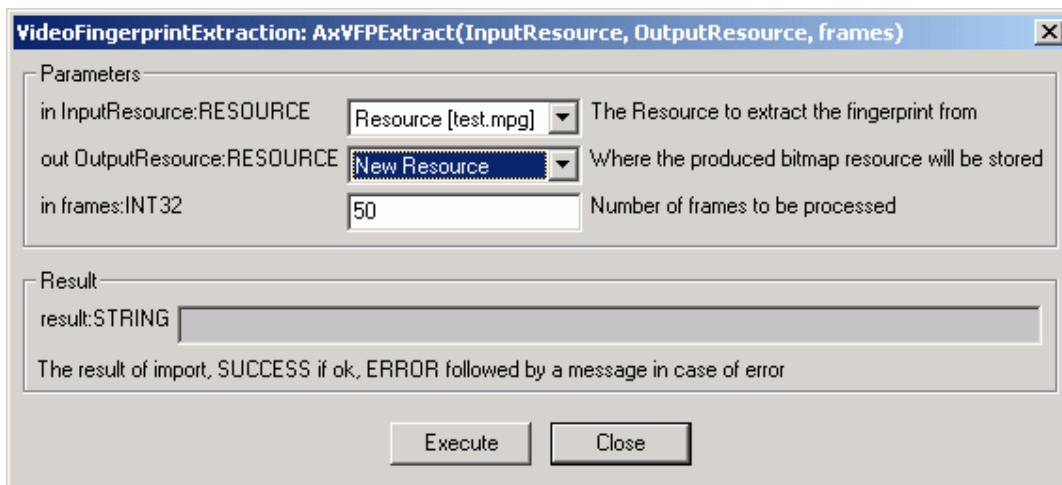 VideoFingerprintExtraction: AxVFPExtract(InputResource, OutputResource, frames)
Parameters
in InputResource:RESOURCE Resource [test.mpg] The Resource to extract the fingerprint from
out OutputResource:RESOURCE New Resource Where the produced bitmap resource will be stored
in frames:INT32 50 Number of frames to be processed
Result
result:STRING
The result of import, SUCCESS if ok, ERROR followed by a message in case of error
Execute Close